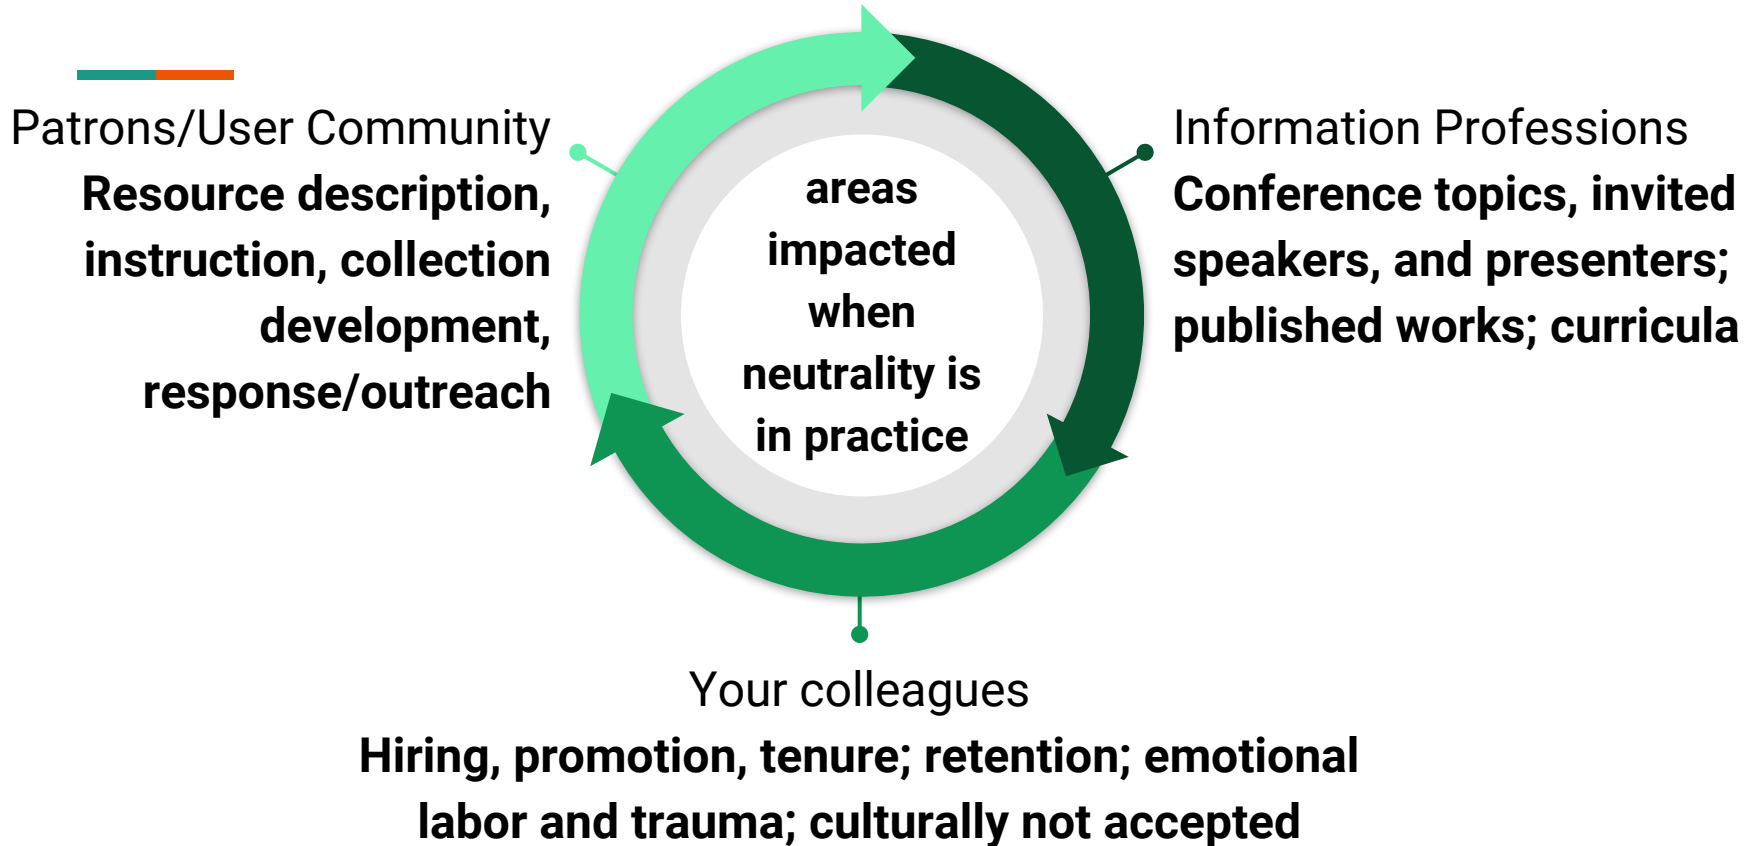 Patrons/User Community
Resource description,
instruction, collection
development,
response/outreach
areas
impacted
when
neutrality is
in practice
Information Professions
Conference topics, invited
speakers, and presenters;
published works; curricula
Your colleagues
Hiring, promotion, tenure; retention; emotional
labor and trauma; culturally not accepted